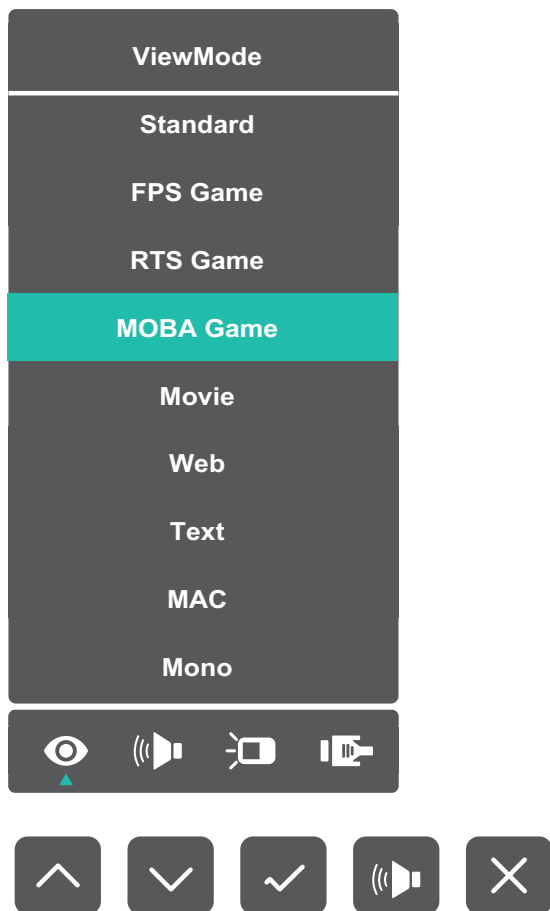 ViewMode
Standard
FPS Game
RTS Game
MOBA Game
Movie
Web
Text
MAC
Mono